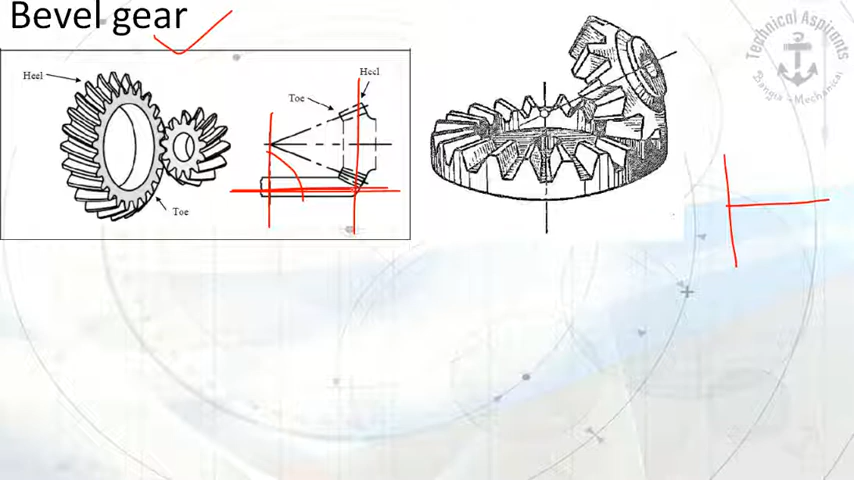 Bevel gear
Heel
Toe
Toe
Heel
Technical Aspirants
Bangla - Mechanical